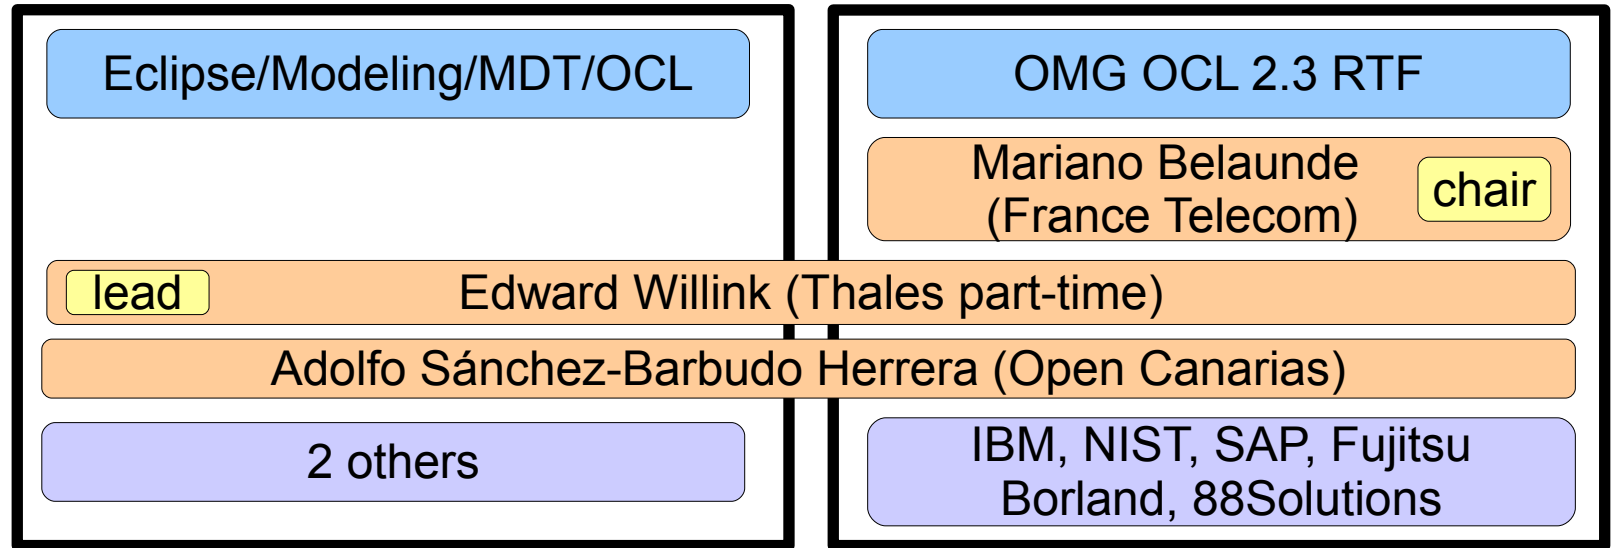 Eclipse/Modeling/MDT/OCL
OMG OCL 2.3 RTF
Mariano Belaunde
(France Telecom)
chair
lead
Edward Willink (Thales part-time)
Adolfo Sánchez-Barbudo Herrera (Open Canarias)
2 others
IBM, NIST, SAP, Fujitsu
Borland, 88Solutions